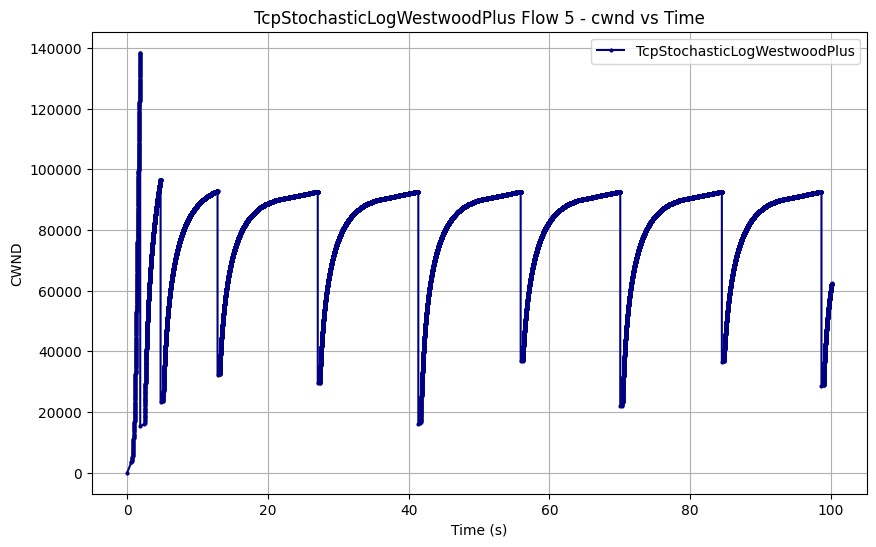 TcpStochasticLogWestwoodPlus Flow 5 - cwnd vs Time
TcpStochasticLogWestwoodPlus
140000
120000
100000
80000
60000
40000
20000
0
CWND
0 20 40 60 80 100
Time (s)